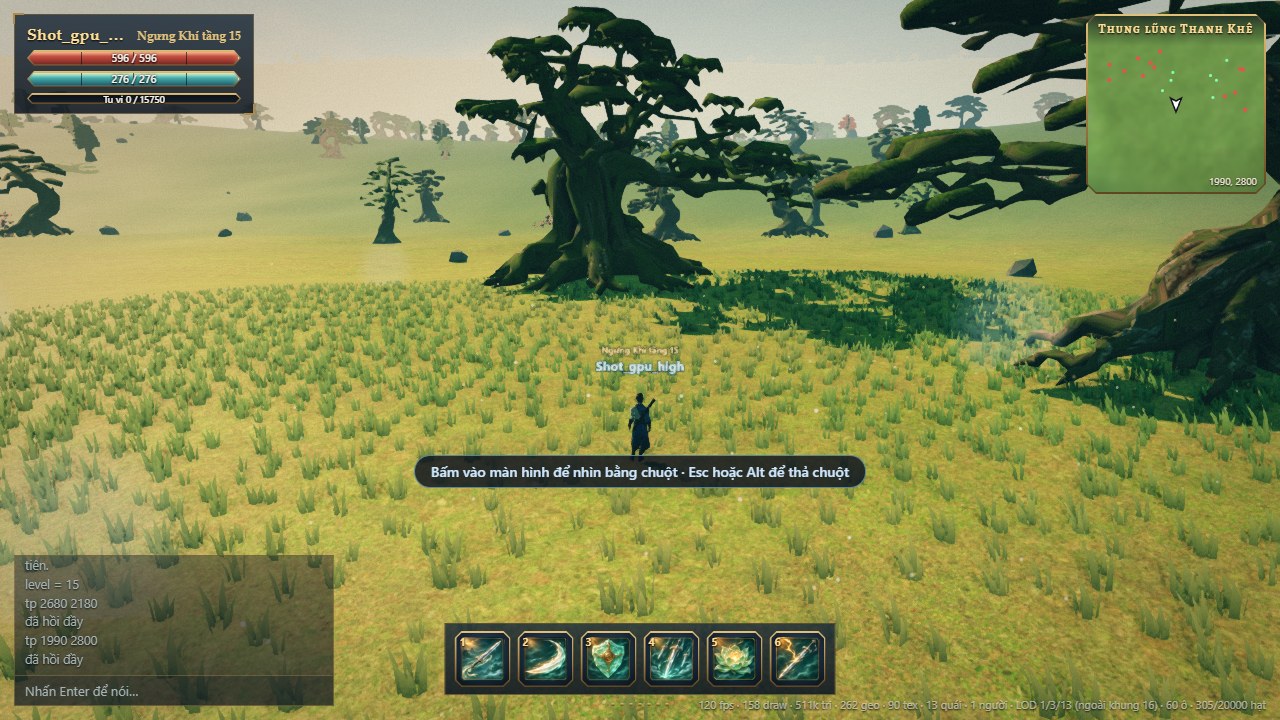 Shot_gpu_... Ngưng Khí tầng 15
596 / 596
276 / 276
Tu vi 0 / 15750
Thung lũng Thanh Khê
1990, 2800
Ngưng Khí tầng 15
Shot_gpu_high
Bấm vào màn hình để nhìn bằng chuột · Esc hoặc Alt để thả chuột
tiên.
level = 15
tp 2680 2180
đã hồi đầy
tp 1990 2800
đã hồi đầy
Nhấn Enter để nói...
1 2 3 4 5 6
120 fps · 158 draw · 511k tri · 262 geo · 90 tex · 13 quái · 1 người · LOD 1/3/13 (ngoài khung 16) · 60 ô · 305/20000 hạt